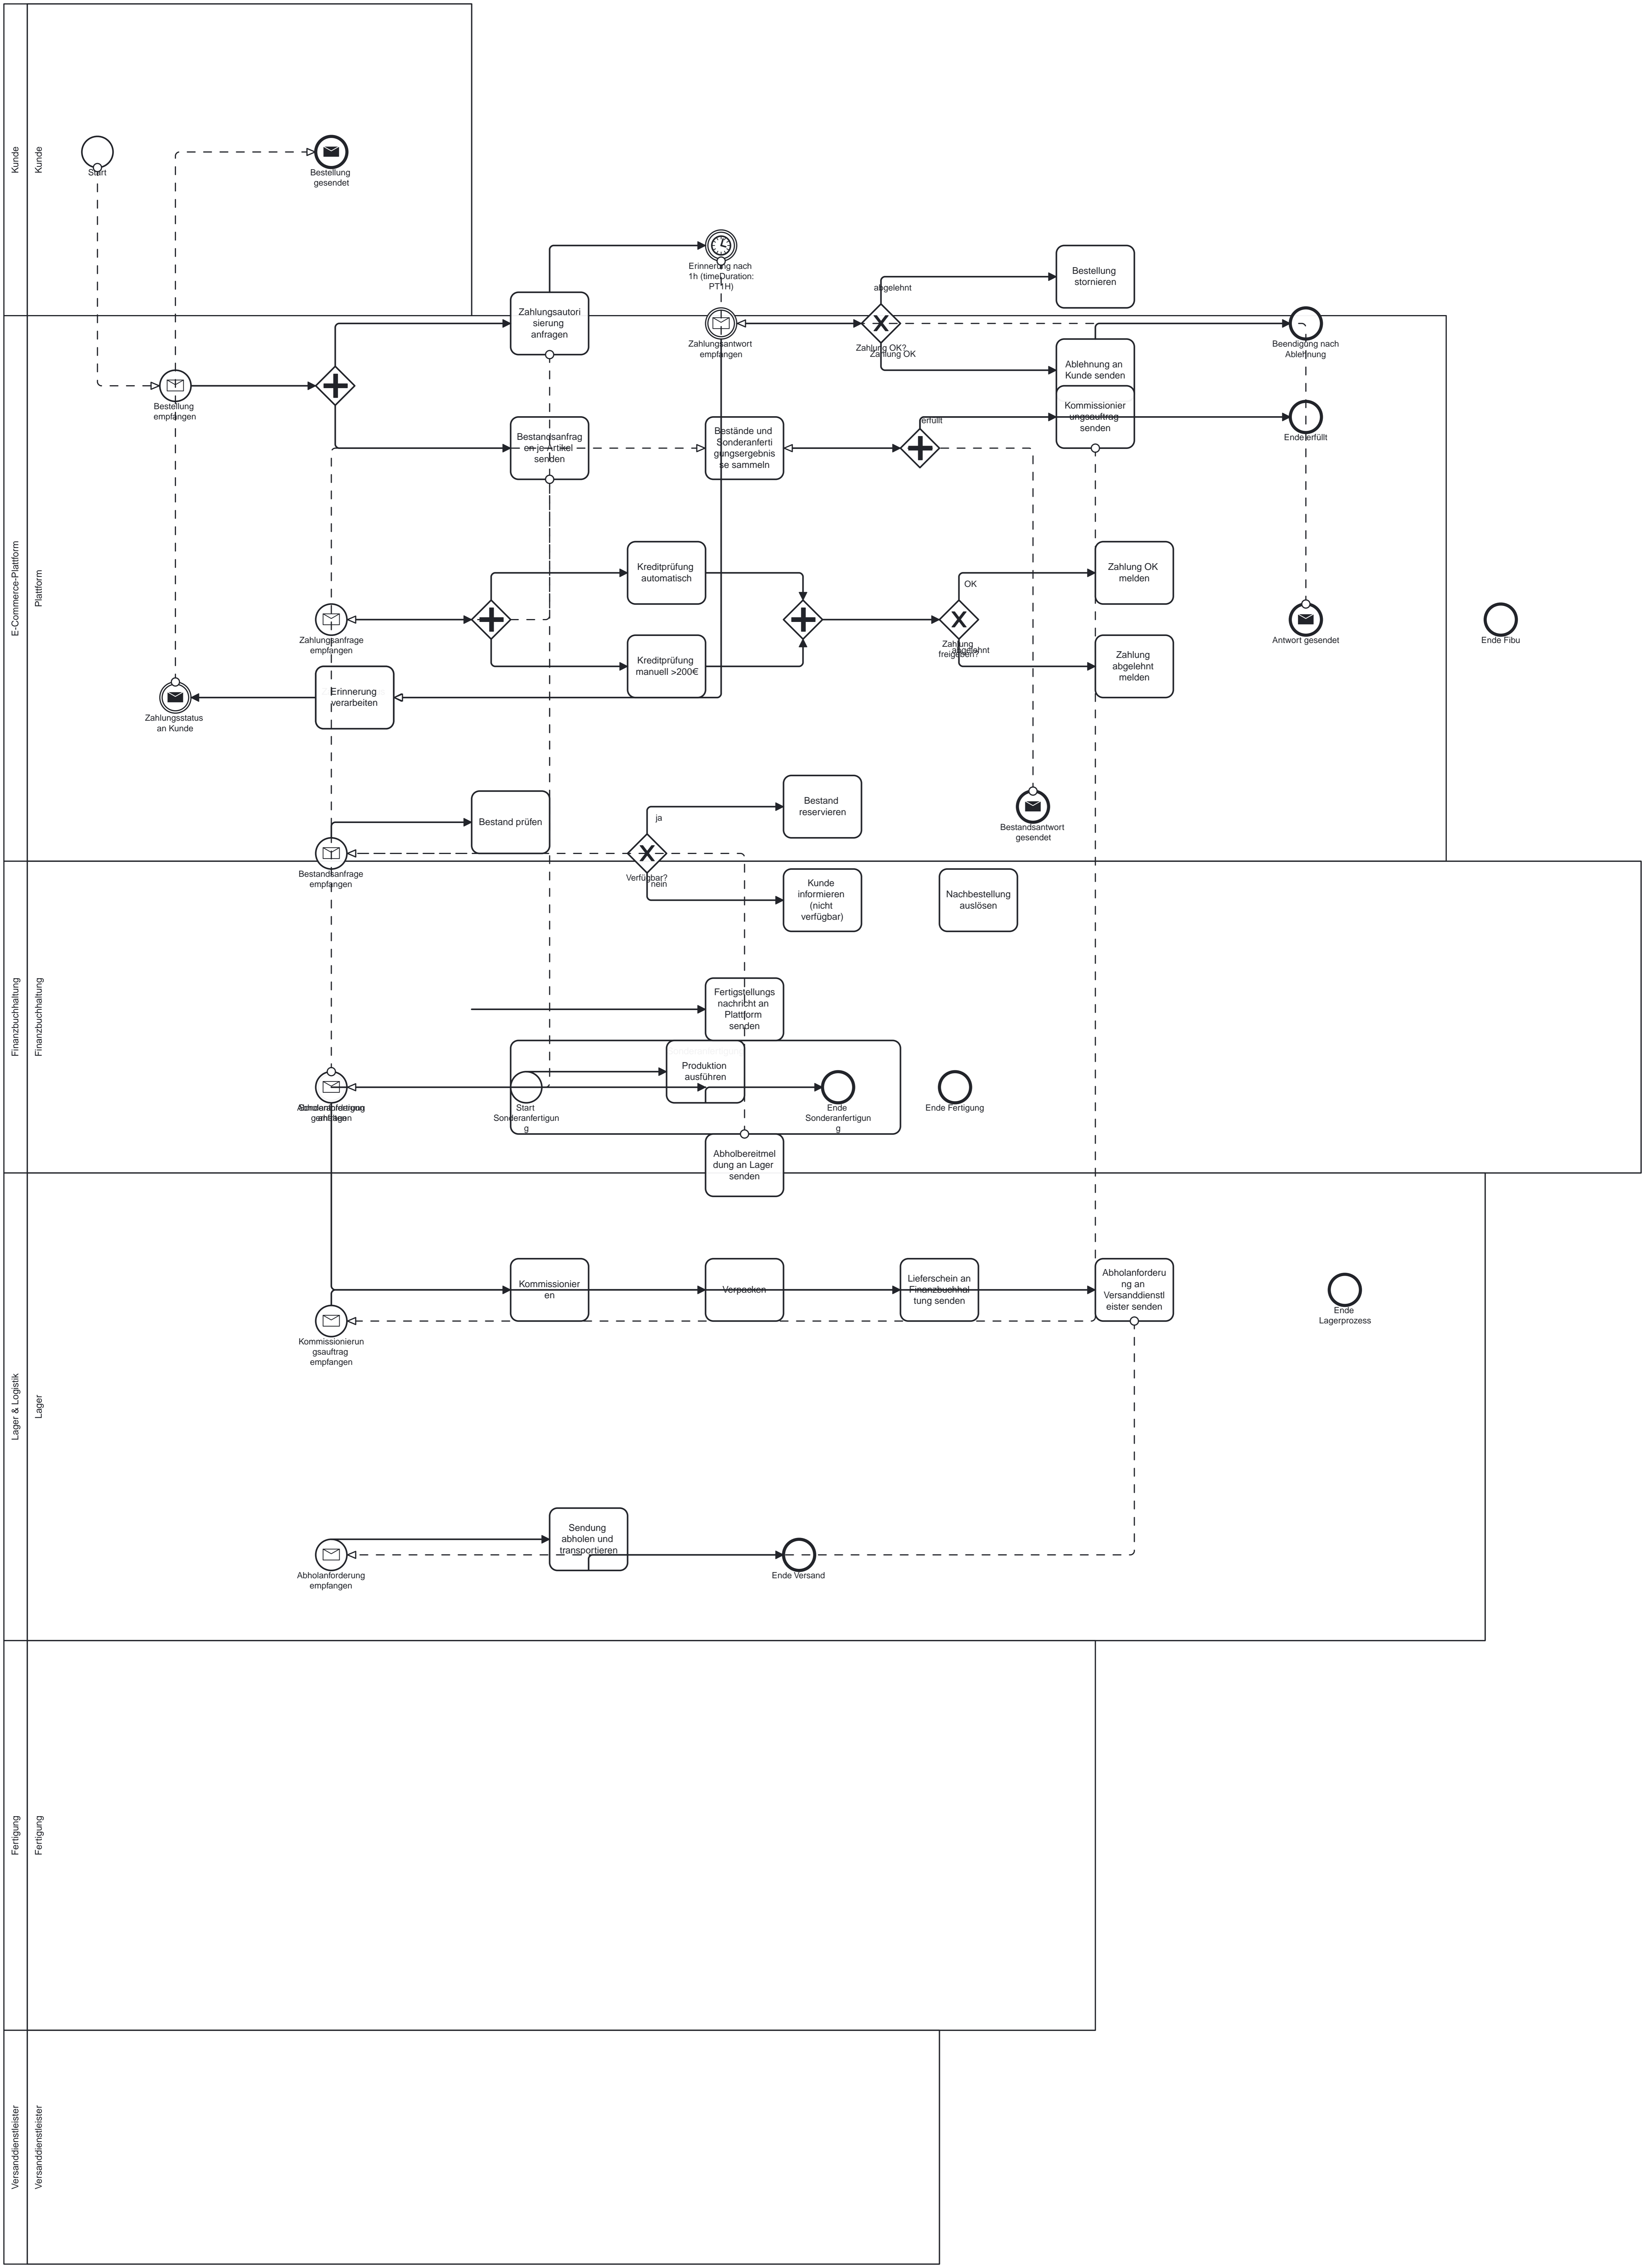 Kunde
Kunde
Start
Bestellung
gesendet
Erinnerung nach
1h (timeDuration:
PT1H)
abgelehnt
Bestellung
stornieren
Zahlungsautori
sierung
anfragen
Zahlungsantwort
empfangen
Zahlung OK?
Zahlung OK
Beendigung nach
Ablehnung
Ablehnung an
Kunde senden
Kommissionier
ungsauftrag
senden
Bestellung
empfangen
Bestandsanfrag
en je Artikel
senden
Bestände und
Sonderanferti
gungsergebnis
se sammeln
erfüllt
Ende erfüllt
E-Commerce-Plattform
Plattform
Kreditprüfung
automatisch
OK
Zahlung OK
melden
Zahlungsanfrage
empfangen
Zahlung
freigeben?
abgelehnt
Antwort gesendet
Ende Fibu
Kreditprüfung
manuell >200€
Zahlung
abgelehnt
melden
Erinnerung
verarbeiten
Zahlungsstatus
an Kunde
Bestand prüfen
ja
Bestand
reservieren
Bestandsantwort
gesendet
Bestandsanfrage
empfangen
Verfügbar?
nein
Kunde
informieren
(nicht
verfügbar)
Nachbestellung
auslösen
Finanzbuchhaltung
Finanzbuchhaltung
Fertigstellungs
nachricht an
Plattform
senden
Produktion
ausführen
Start
Sonderanfertigun
g
Ende
Sonderanfertigun
g
Ende Fertigung
Abholbereitmel
dung an Lager
senden
Lager & Logistik
Lager
Kommissionier
en
Verpacken
Lieferschein an
Finanzbuchhal
tung senden
Abholanforderu
ng an
Versanddienstl
eister senden
Ende
Lagerprozess
Kommissionierun
gsauftrag
empfangen
Sendung
abholen und
transportieren
Abholanforderung
empfangen
Ende Versand
Fertigung
Fertigung
Versanddienstleister
Versanddienstleister